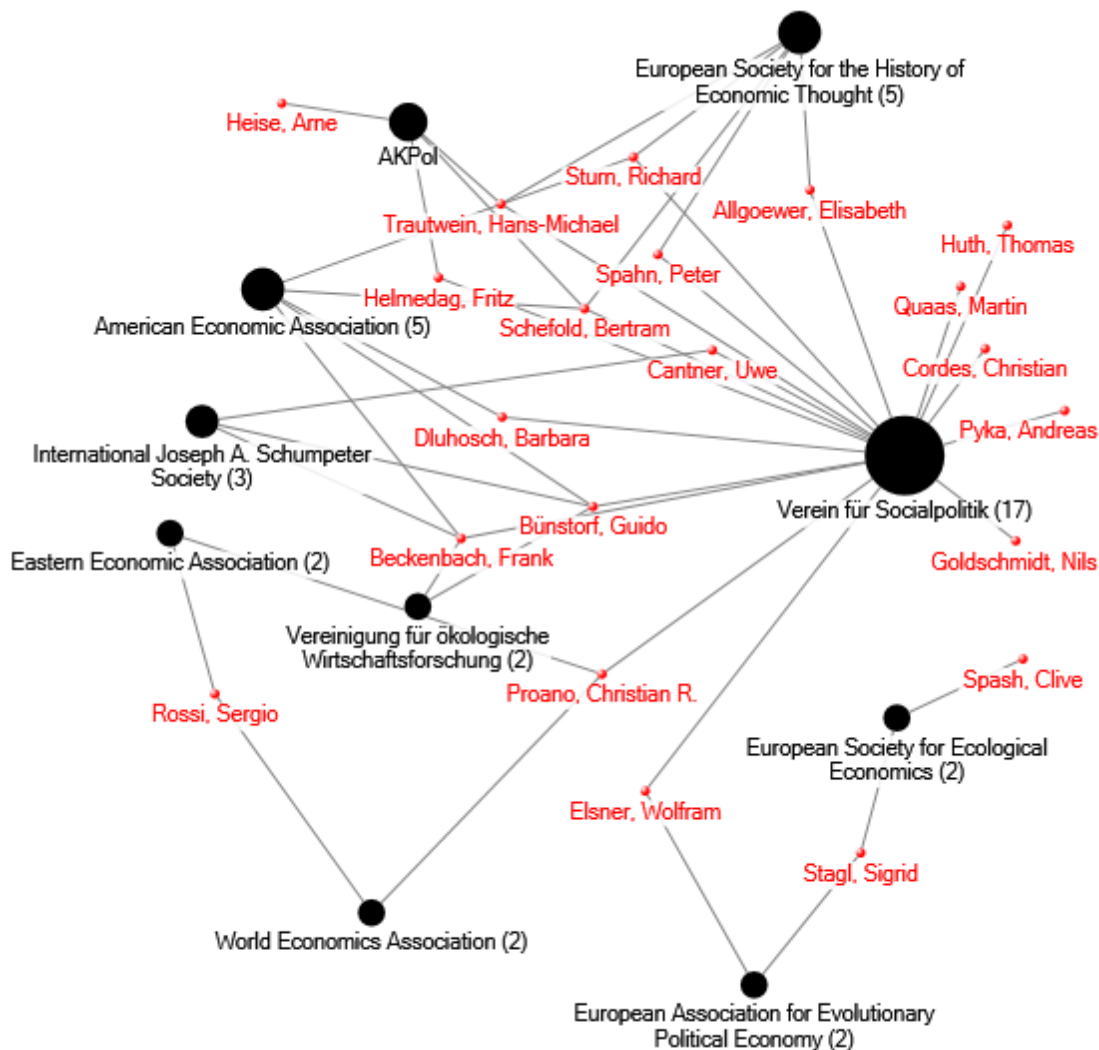 European Society for the History of
Economic Thought (5)
Heise, Arne
AKPol
Sturn, Richard
Trautwein, Hans-Michael
Allgoewer, Elisabeth
Huth, Thomas
Spahn, Peter
Helmedag, Fritz
Quaas, Martin
American Economic Association (5)
Schefold, Bertram
Cantner, Uwe
Cordes, Christian
Dluhosch, Barbara
Pyka, Andreas
International Joseph A. Schumpeter
Society (3)
Verein für Socialpolitik (17)
Bünstorf, Guido
Eastern Economic Association (2)
Beckenbach, Frank
Goldschmidt, Nils
Vereinigung für ökologische
Wirtschaftsforschung (2)
Spash, Clive
Proano, Christian R.
Rossi, Sergio
European Society for Ecological
Economics (2)
Elsner, Wolfram
Stagl, Sigrid
World Economics Association (2)
European Association for Evolutionary
Political Economy (2)